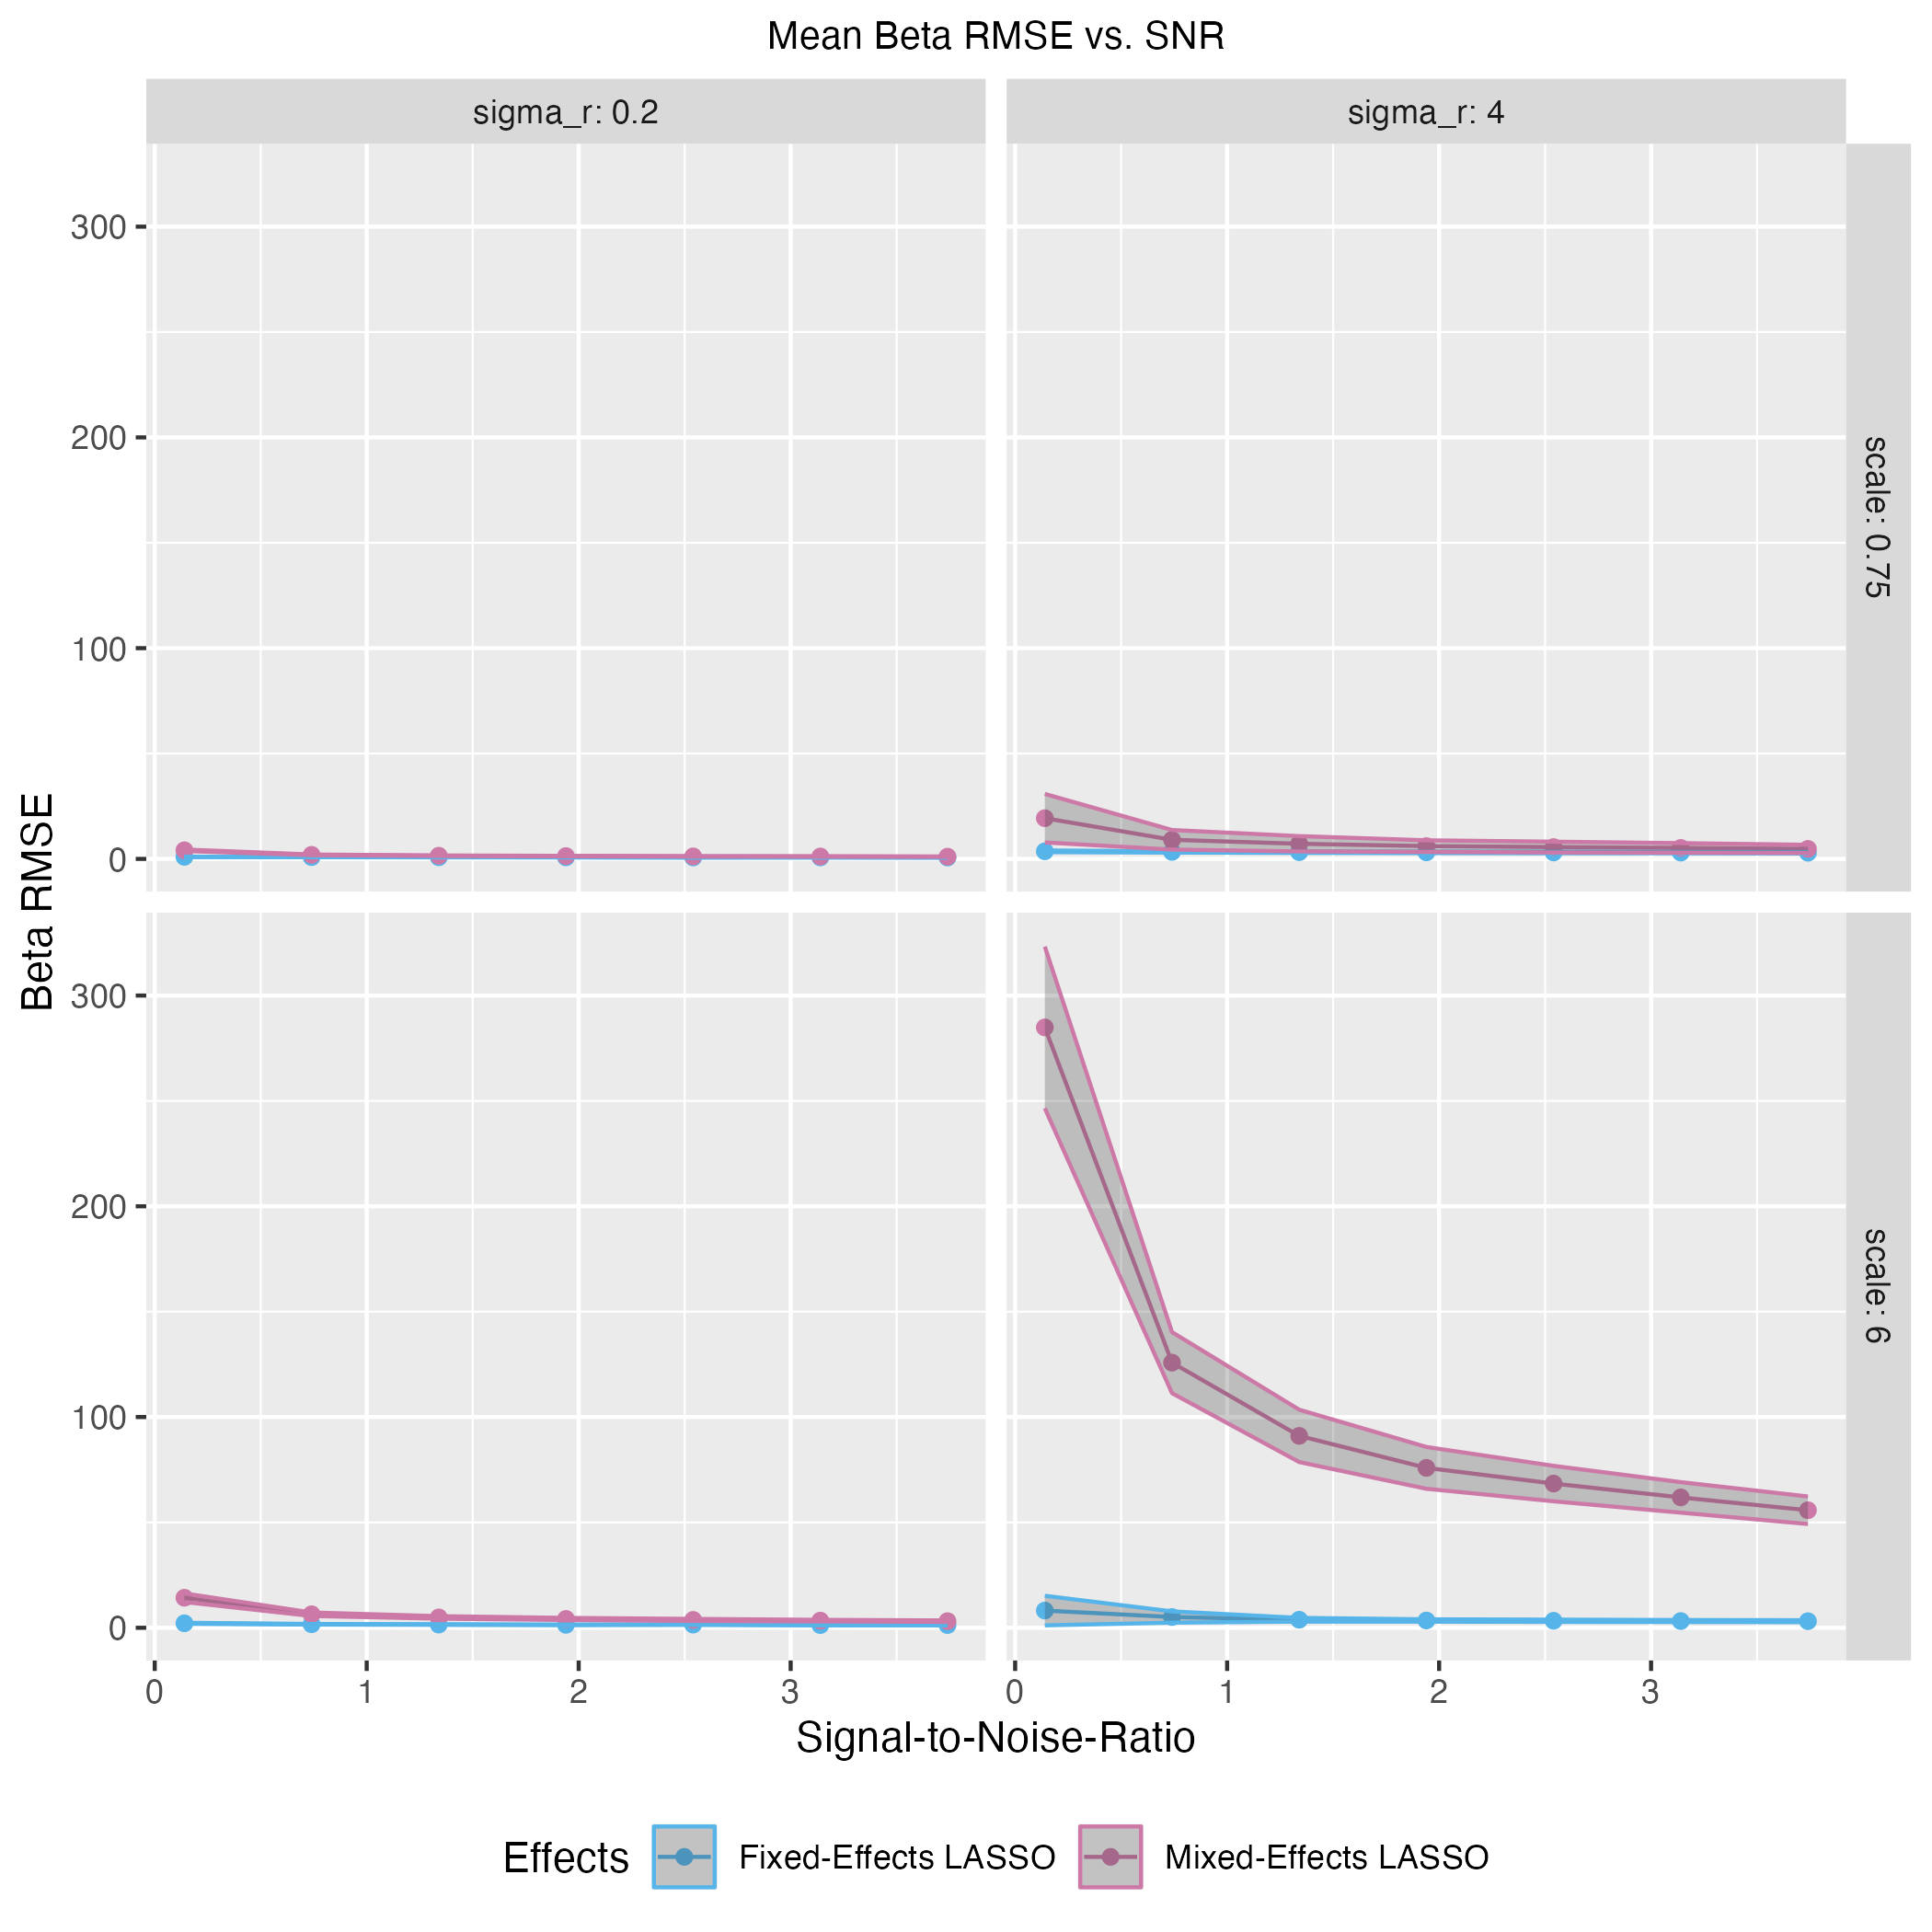 Mean Beta RMSE vs. SNR
sigma_r: 0.2
sigma_r: 4
300
200
100
0
scale: 0.75
Beta RMSE
300
200
100
0
scale: 6
0 1 2 3
0 1 2 3
Signal-to-Noise-Ratio
Effects Fixed-Effects LASSO Mixed-Effects LASSO